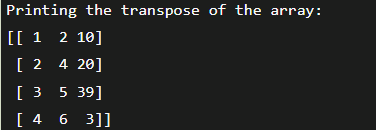 Printing the transpose of the array:
[[ 1  2 10]
 [ 2  4 20]
 [ 3  5 39]
 [ 4  6  3]]